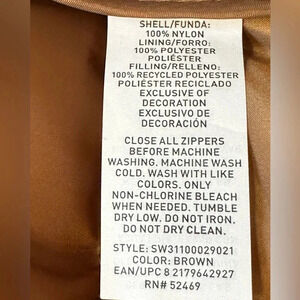 SHELL/FUNDA:
100% NYLON
LINING/FORRO:
100% POLYESTER
POLIÉSTER
FILLING/RELLENO:
100% RECYCLED POLYESTER
POLIÉSTER RECICLADO
EXCLUSIVE OF
DECORATION
EXCLUSIVO DE
DECORACIÓN
CLOSE ALL ZIPPERS
BEFORE MACHINE
WASHING. MACHINE WASH
COLD. WASH WITH LIKE
COLORS. ONLY
NON-CHLORINE BLEACH
WHEN NEEDED. TUMBLE
DRY LOW. DO NOT IRON.
DO NOT DRY CLEAN.
STYLE: SW31100029021
COLOR: BROWN
EAN/UPC 8 2179642927
RN# 52469